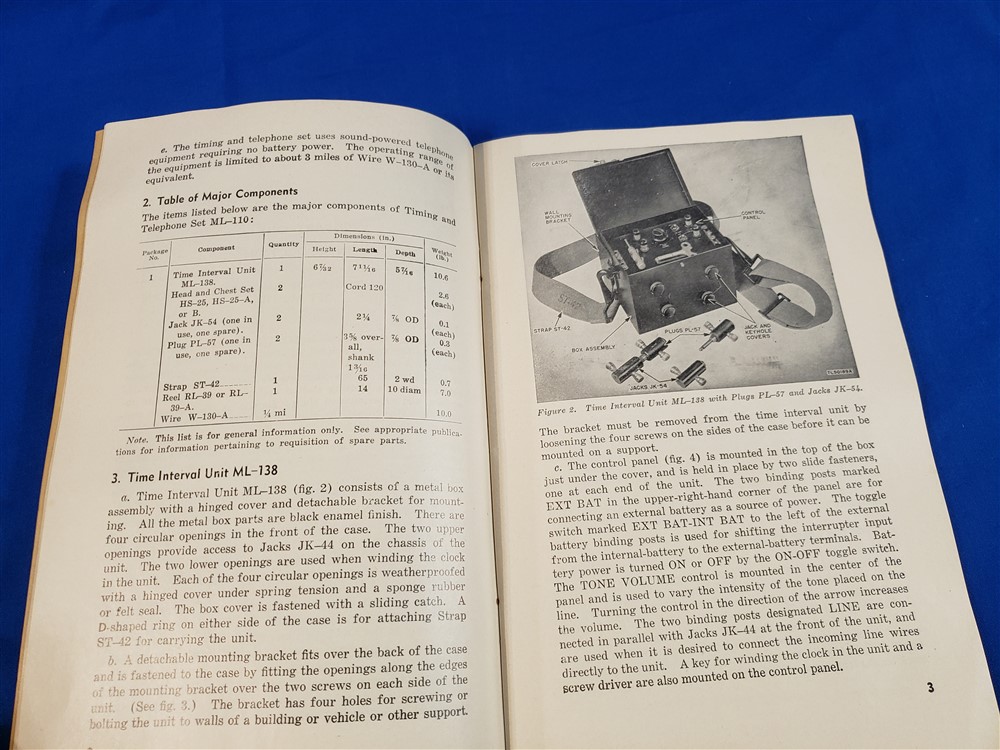 e. The timing and telephone set uses sound-powered telephone
equipment requiring no battery power. The operating range of
the equipment is limited to about 3 miles of Wire W-130-A or its
equivalent.
2. Table of Major Components
The items listed below are the major components of Timing and
Telephone Set ML-110:
Package No. Component Quantity Dimensions (in.) Weight (lb.)
Height Length Depth
1 Time Interval Unit 1 6 7/32 7 11/16 5 7/16 10.6
ML-138.
Head and Chest Set 2 Cord 120 2.6
HS-25, HS-25-A, (each)
or B.
Jack JK-54 (one in 2 2 1/4 7/8 OD 0.1
use, one spare). (each)
Plug PL-57 (one in 2 3 5/8 over- 7/8 OD 0.3
use, one spare). all, (each)
shank
1 3/16
Strap ST-42 1 65 2 wd 0.7
Reel RL-39 or RL- 1 14 10 diam 7.0
39-A.
Wire W-130-A 1/4 mi 10.0
Note. This list is for general information only. See appropriate publica-
tions for information pertaining to requisition of spare parts.
3. Time Interval Unit ML-138
a. Time Interval Unit ML-138 (fig. 2) consists of a metal box
assembly with a hinged cover and detachable bracket for mount-
ing. All the metal box parts are black enamel finish. There are
four circular openings in the front of the case. The two upper
openings provide access to Jacks JK-44 on the chassis of the
unit. The two lower openings are used when winding the clock
in the unit. Each of the four circular openings is weatherproofed
with a hinged cover under spring tension and a sponge rubber
or felt seal. The box cover is fastened with a sliding catch. A
D-shaped ring on either side of the case is for attaching Strap
ST-42 for carrying the unit.
b. A detachable mounting bracket fits over the back of the case
and is fastened to the case by fitting the openings along the edges
of the mounting bracket over the two screws on each side of the
unit. (See fig. 3.) The bracket has four holes for screwing or
bolting the unit to walls of a building or vehicle or other support.
COVER LATCH
WALL
MOUNTING
BRACKET
CONTROL
PANEL
ST-42
STRAP ST-42
BOX ASSEMBLY
PLUGS PL-57
JACK AND
KEYHOLE
COVERS
JACKS JK-54
Figure 2. Time Interval Unit ML-138 with Plugs PL-57 and Jacks JK-54.
The bracket must be removed from the time interval unit by
loosening the four screws on the sides of the case before it can be
mounted on a support.
c. The control panel (fig. 4) is mounted in the top of the box
just under the cover, and is held in place by two slide fasteners,
one at each end of the unit. The two binding posts marked
EXT BAT in the upper-right-hand corner of the panel are for
connecting an external battery as a source of power. The toggle
switch marked EXT BAT-INT BAT to the left of the external
battery binding posts is used for shifting the interrupter input
from the internal-battery to the external-battery terminals. Bat-
tery power is turned ON or OFF by the ON-OFF toggle switch.
The TONE VOLUME control is mounted in the center of the
panel and is used to vary the intensity of the tone placed on the
line. Turning the control in the direction of the arrow increases
the volume. The two binding posts designated LINE are con-
nected in parallel with Jacks JK-44 at the front of the unit, and
are used when it is desired to connect the incoming line wires
directly to the unit. A key for winding the clock in the unit and a
screw driver are also mounted on the control panel.
3